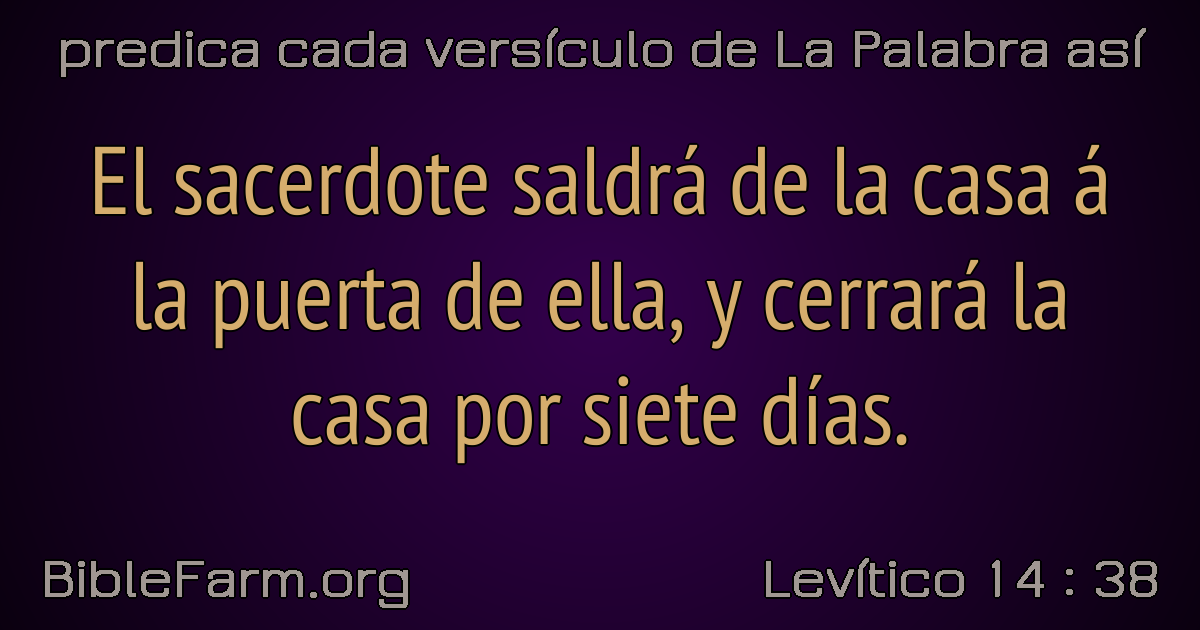 predica cada versículo de La Palabra así
El sacerdote saldrá de la casa á
la puerta de ella, y cerrará la
casa por siete días.
BibleFarm.org
Levítico 14 : 38